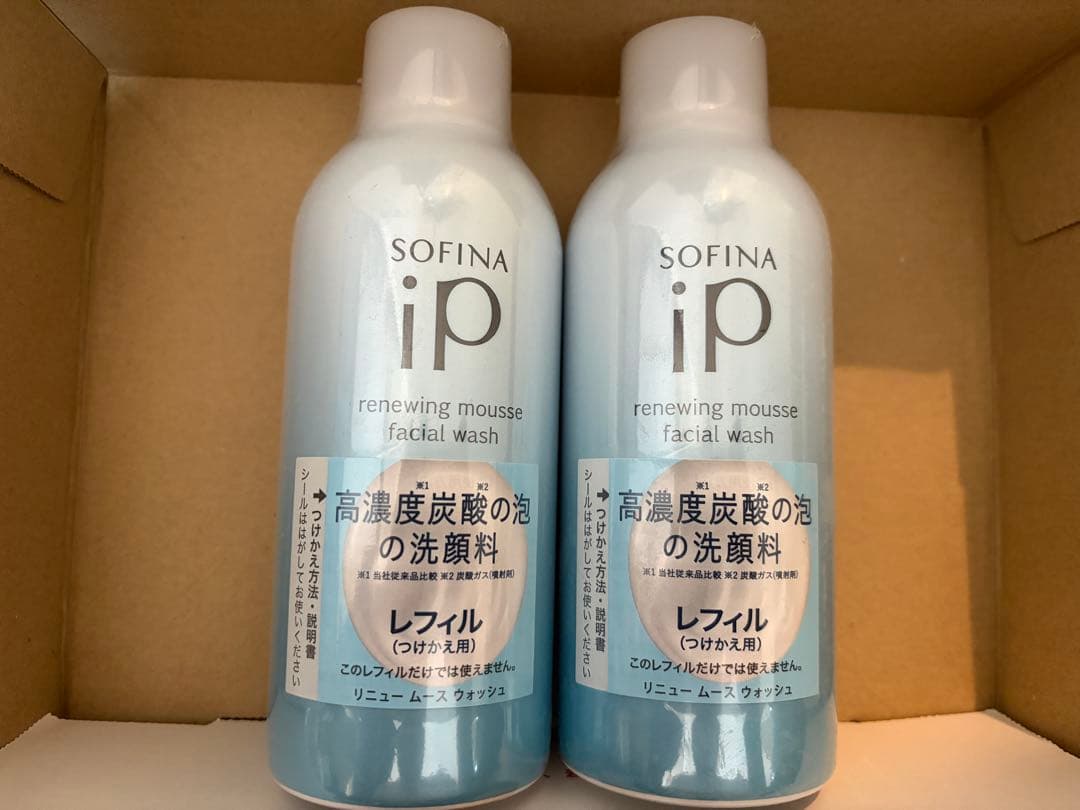 SOFINA
iP
renewing mousse
facial wash
➔つけかえ方法・説明書
シールははがしてお使いください
※1 ※2
高濃度炭酸の泡
の洗顔料
※1 当社従来品比較 ※2 炭酸ガス(噴射剤)
レフィル
(つけかえ用)
このレフィルだけでは使えません。
リニュー ムース ウォッシュ
SOFINA
iP
renewing mousse
facial wash
➔つけかえ方法・説明書
シールははがしてお使いください
※1 ※2
高濃度炭酸の泡
の洗顔料
※1 当社従来品比較 ※2 炭酸ガス(噴射剤)
レフィル
(つけかえ用)
このレフィルだけでは使えません。
リニュー ムース ウォッシュ